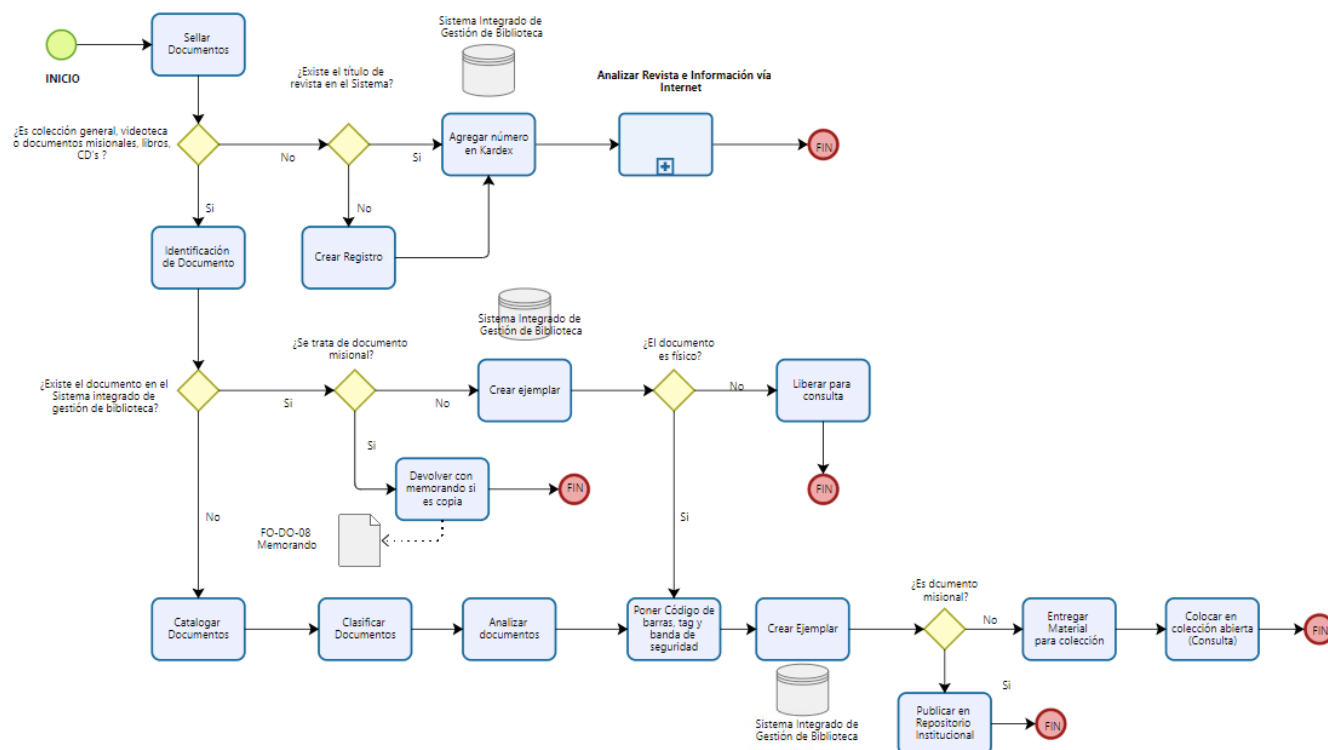 INICIO
Sellar
Documentos
Sistema Integrado de
Gestión de Biblioteca
¿Existe el título de
revista en el Sistema?
Analizar Revista e Información vía
Internet
¿Es colección general, videoteca
o documentos misionales, libros,
CD's ?
No
Si
Agregar número
en Kardex
FIN
Si
No
Identificación
de Documento
Crear Registro
Sistema Integrado de
Gestión de Biblioteca
¿Se trata de documento
misional?
¿El documento
es físico?
¿Existe el documento en el
Sistema integrado de
gestión de biblioteca?
Si
No
Crear ejemplar
No
Liberar para
consulta
Si
Devolver con
memorando si
es copia
FIN
FIN
No
FO-DO-08
Memorando
Si
Catalogar
Documentos
Clasificar
Documentos
Analizar
documentos
Poner Código de
barras, tag y
banda de
seguridad
Crear Ejemplar
¿Es dcumento
misional?
No
Entregar
Material
para colección
Colocar en
colección abierta
(Consulta)
FIN
Si
Sistema Integrado de
Gestión de Biblioteca
Publicar en
Repositorio
Institucional
FIN